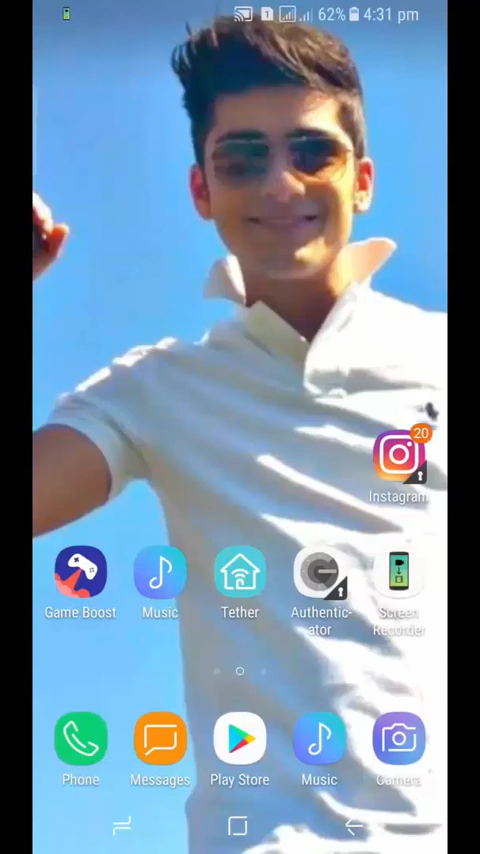 1 62% 4:31 pm
20
Instagram
Game Boost Music Tether Authentic-
ator Screen
Recorder
Phone Messages Play Store Music Camera